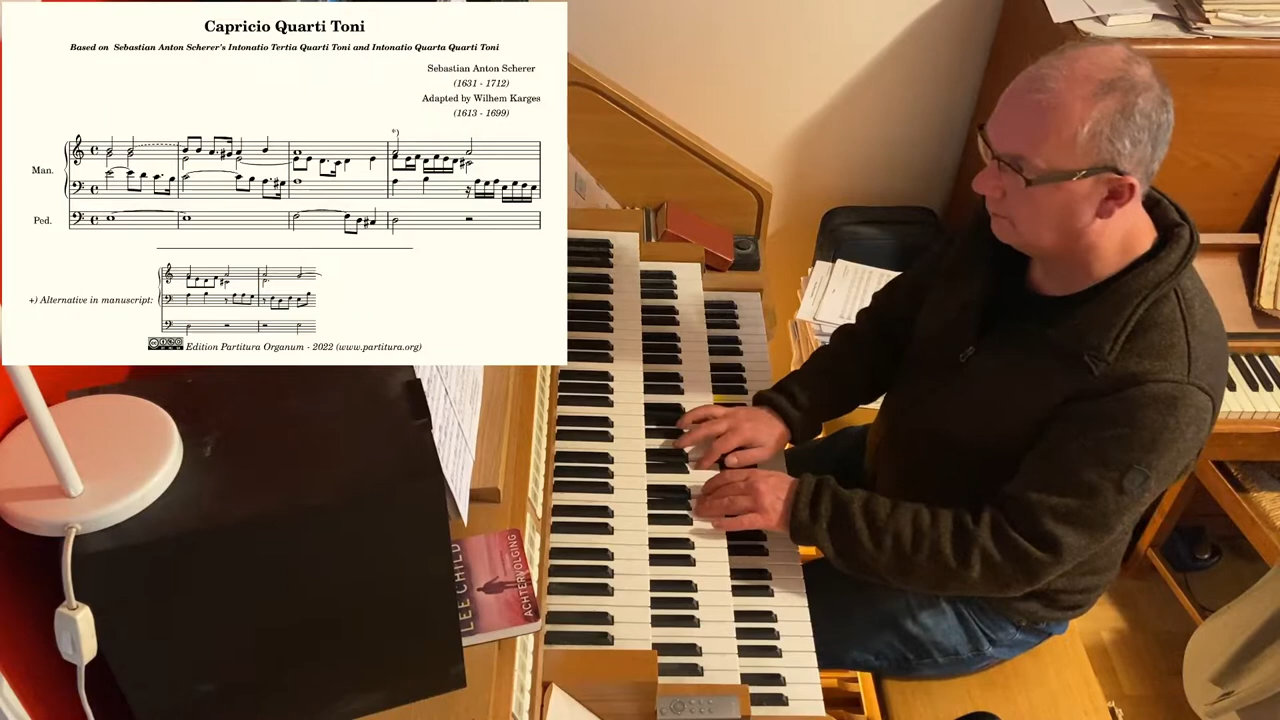 Capricio Quarti Toni
Based on Sebastian Anton Scherer's Intonatio Tertia Quarti Toni and Intonatio Quarta Quarti Toni
Sebastian Anton Scherer
(1631 - 1712)
Adapted by Wilhem Karges
(1613 - 1699)
*)
Man.
Ped.
+) Alternative in manuscript:
Edition Partitura Organum - 2022 (www.partitura.org)
LEE CHILD
ACHTERVOLGING